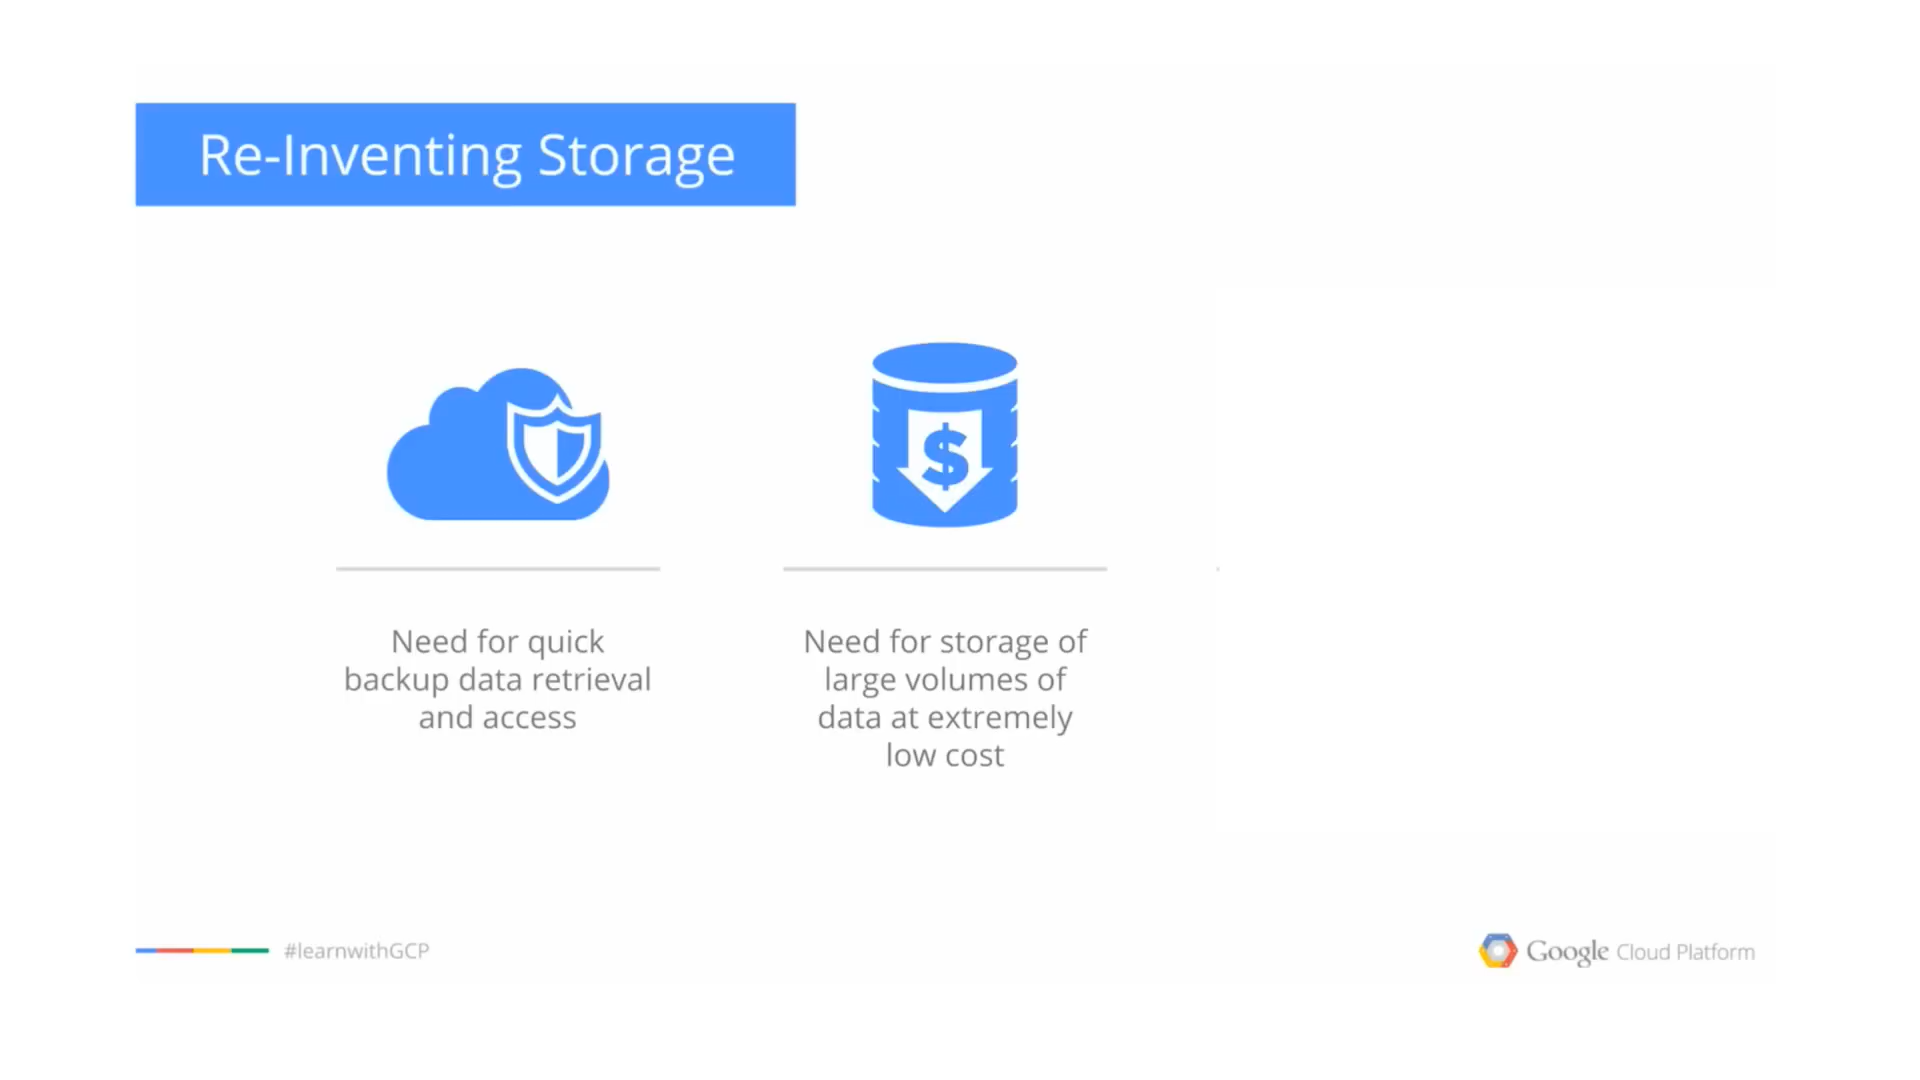 Re-Inventing Storage
$
Need for quick
backup data retrieval
and access
Need for storage of
large volumes of
data at extremely
low cost
#learnwithGCP
Google Cloud Platform